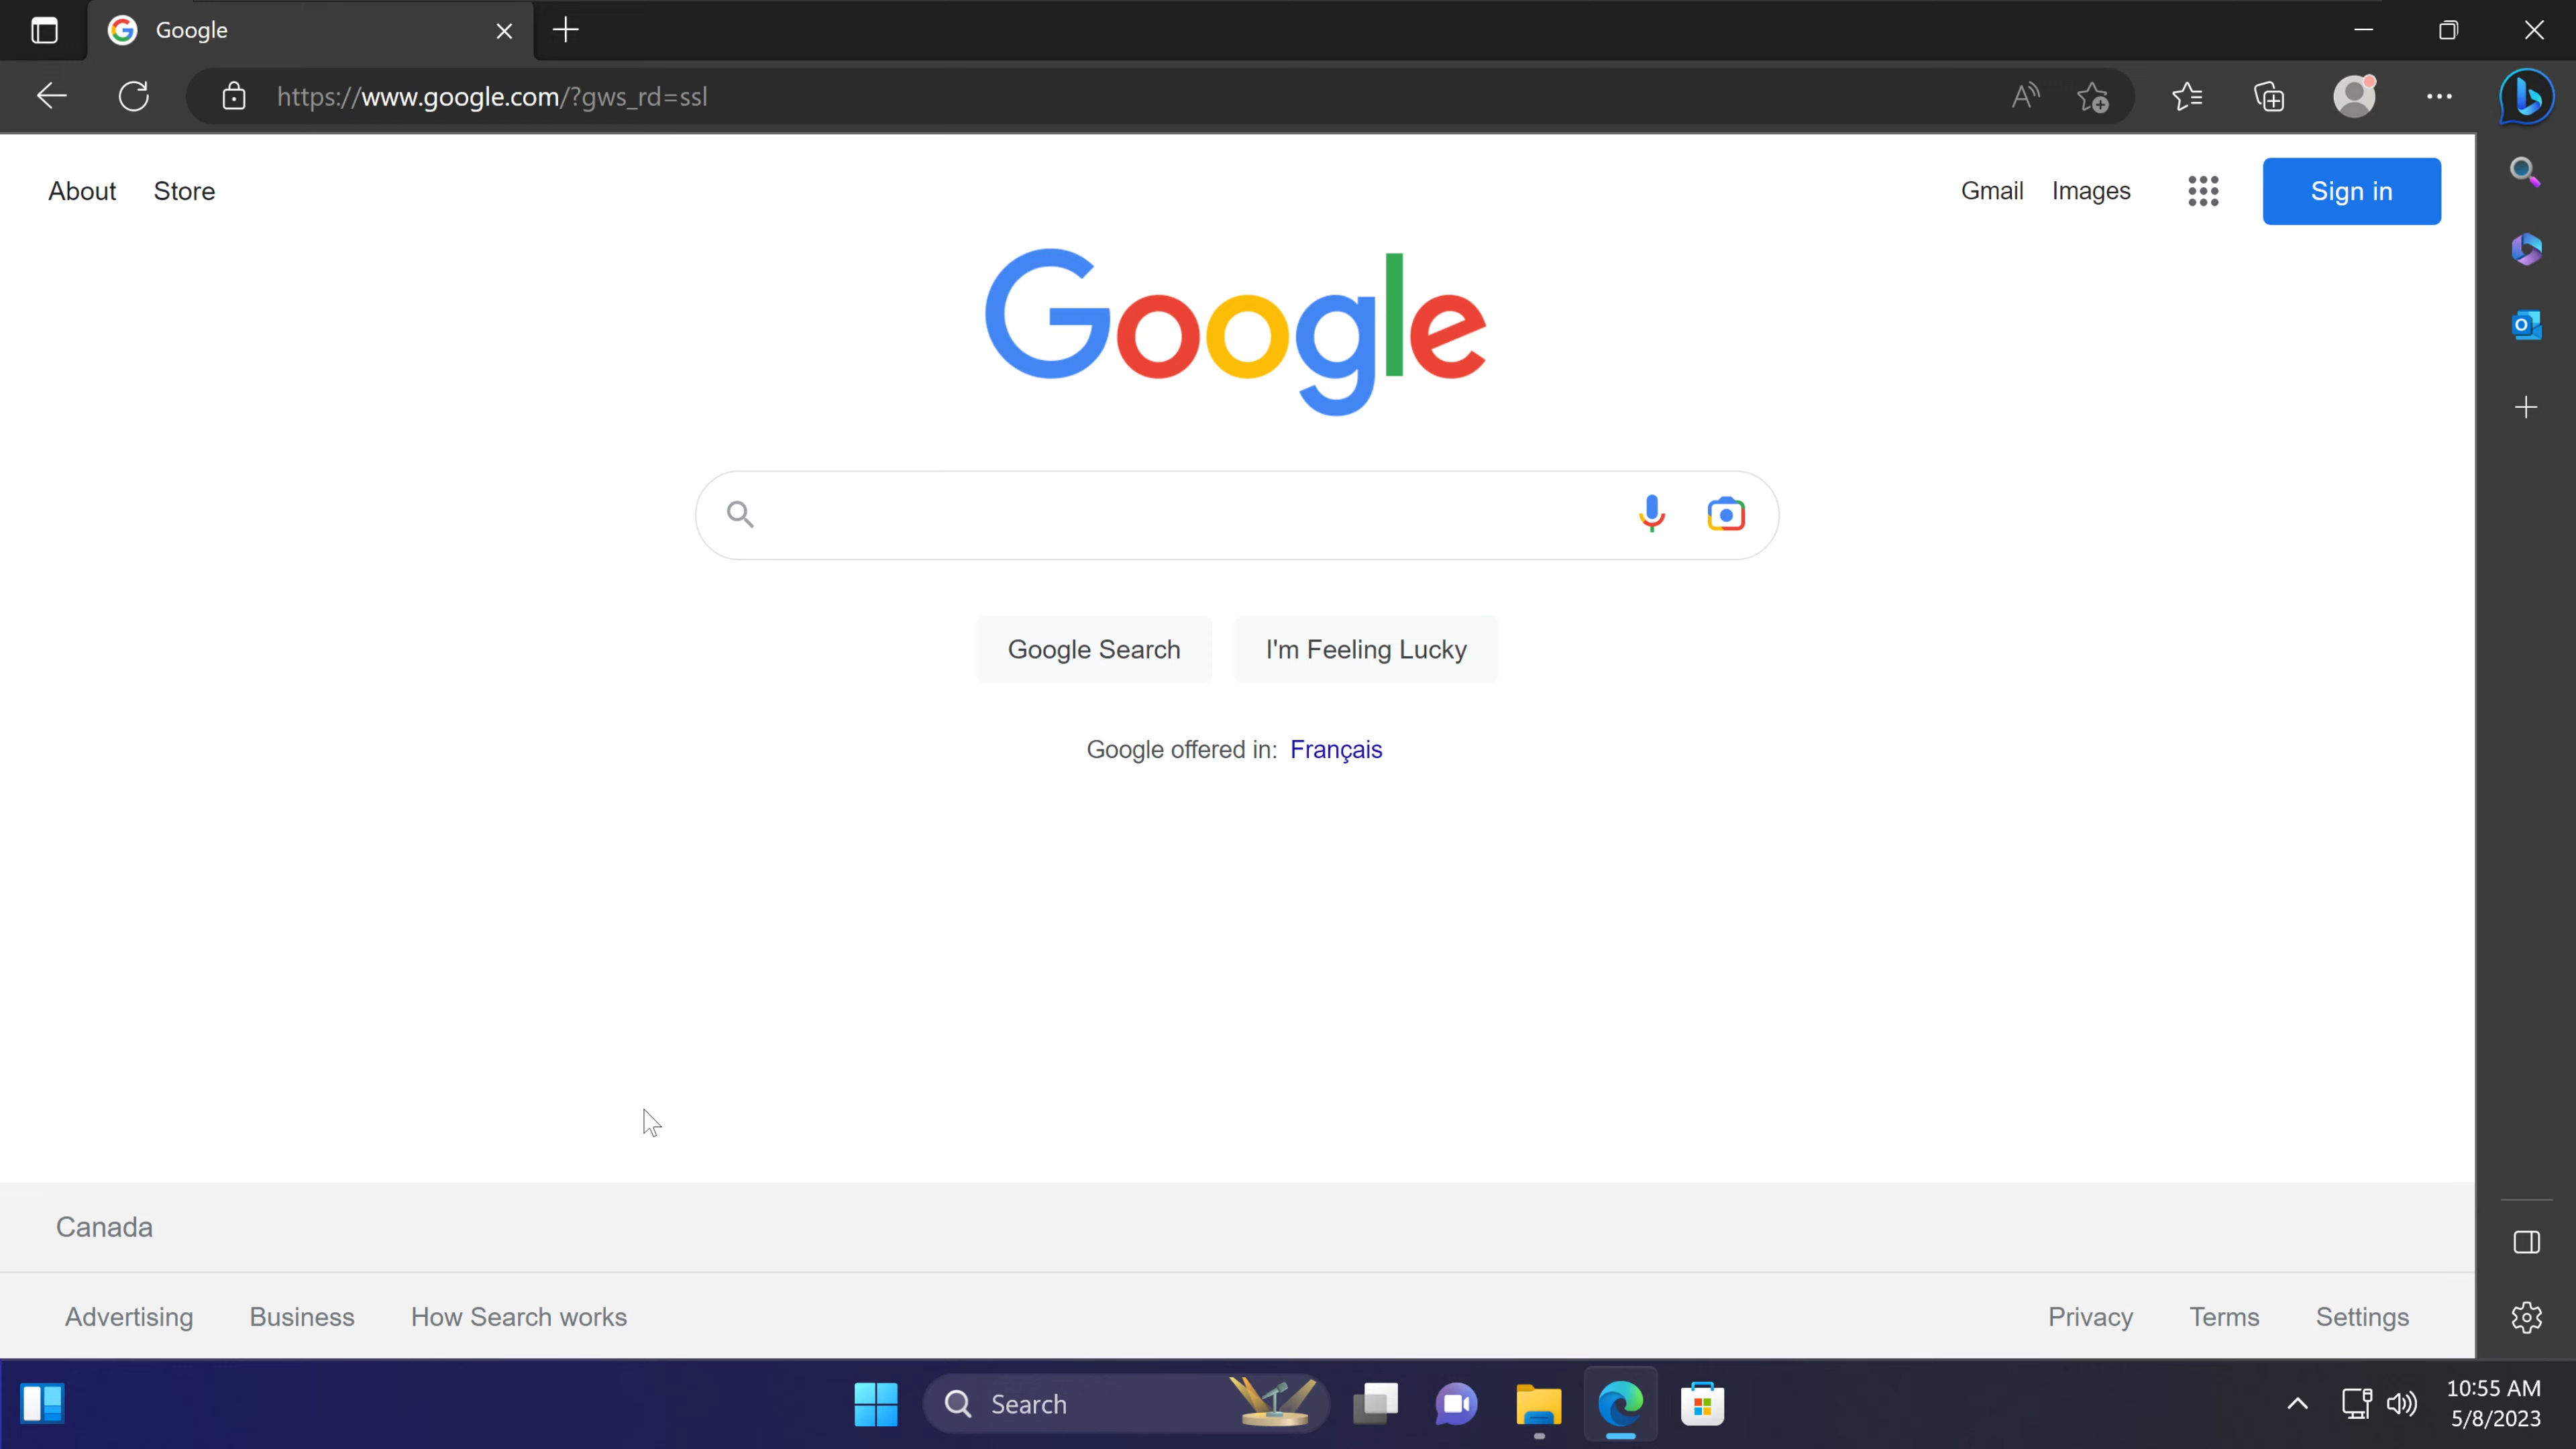 Google
https://www.google.com/?gws_rd=ssl
About Store Gmail Images Sign in
Google
Google Search I'm Feeling Lucky
Google offered in: Français
Canada
Advertising Business How Search works Privacy Terms Settings
Search
10:55 AM
5/8/2023